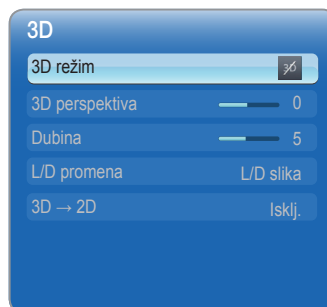 3D
3D režim
3D perspektiva 0
Dubina 5
L/D promena L/D slika
3D → 2D Isklj.